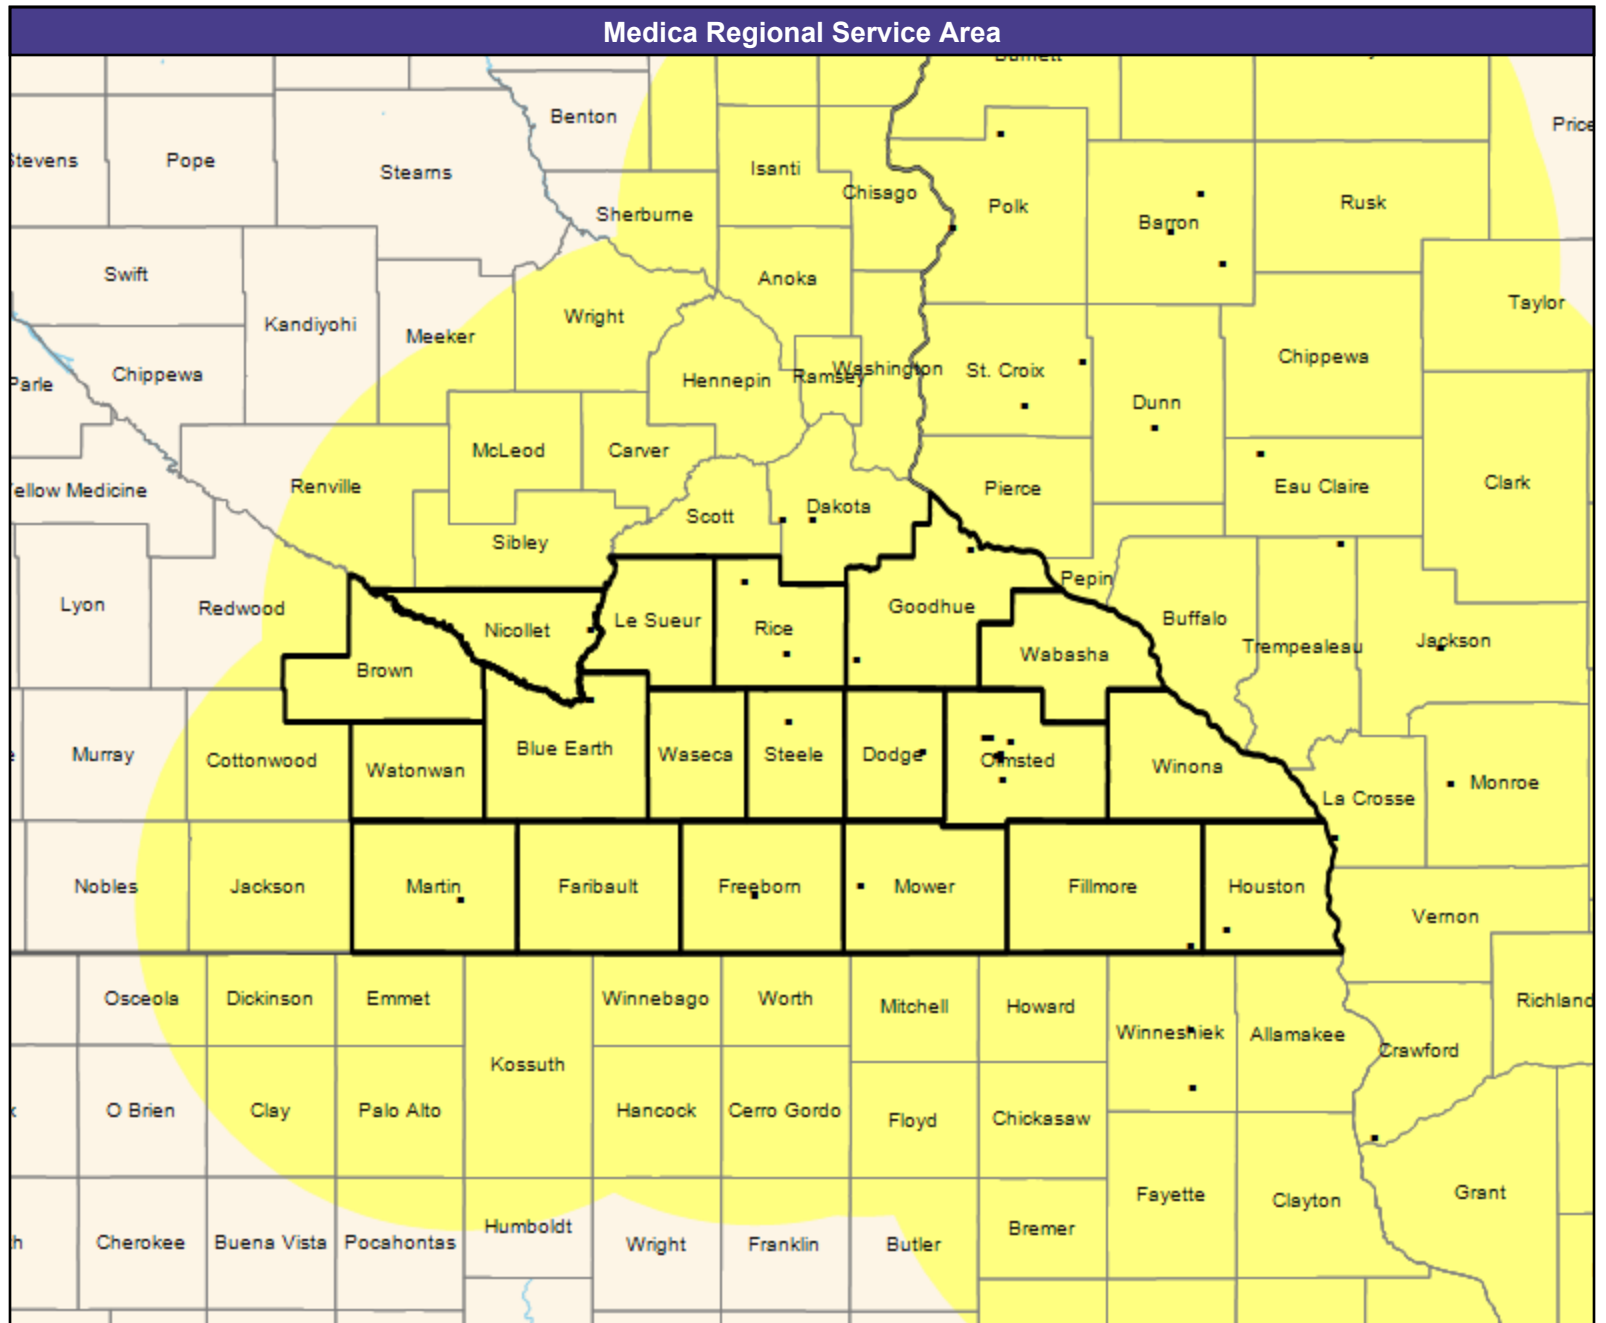 Medica Regional Service Area
Benton
Price
Stevens
Pope
Stearns
Isanti
Chisago
Polk
Barron
Rusk
Sherburne
Swift
Anoka
Taylor
Kandiyohi
Wright
Meeker
Chippewa
Parle
Chippewa
Hennepin
Ramsey
Washington
St. Croix
Dunn
McLeod
Carver
Renville
ellow Medicine
Scott
Dakota
Pierce
Eau Claire
Clark
Sibley
Lyon
Redwood
Nicollet
Le Sueur
Rice
Goodhue
Pepin
Buffalo
Trempealeau
Jackson
Brown
Wabasha
Murray
Cottonwood
Watonwan
Blue Earth
Waseca
Steele
Dodge
Olmsted
Winona
La Crosse
Monroe
Nobles
Jackson
Martin
Faribault
Freeborn
Mower
Fillmore
Houston
Vernon
Osceola
Dickinson
Emmet
Winnebago
Worth
Mitchell
Howard
Winneshiek
Allamakee
Crawford
Richland
Kossuth
O Brien
Clay
Palo Alto
Hancock
Cerro Gordo
Floyd
Chickasaw
Fayette
Clayton
Grant
Cherokee
Buena Vista
Pocahontas
Humboldt
Wright
Franklin
Butler
Bremer